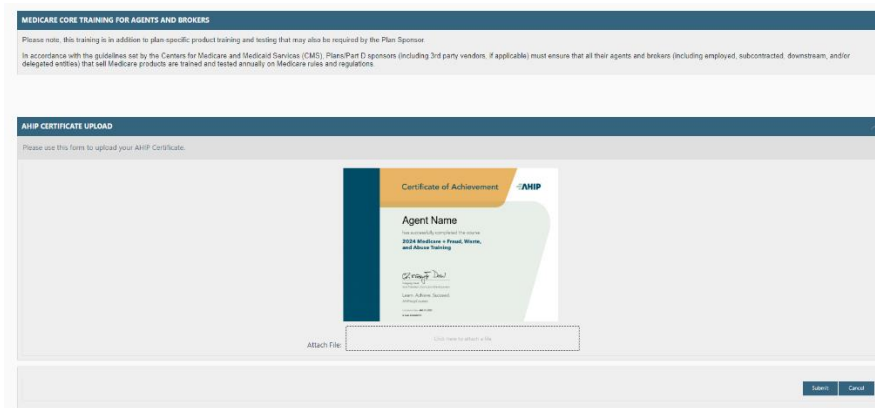 MEDICARE CORE TRAINING FOR AGENTS AND BROKERS
Please note, this training is in addition to plan-specific product training and testing that may also be required by the Plan Sponsor.
In accordance with the guidelines set by the Centers for Medicare and Medicaid Services (CMS), Plans/Part D sponsors (including 3rd party vendors, if applicable) must ensure that all their agents and brokers (including employed, subcontracted, downstream, and/or
delegated entities) that sell Medicare products are trained and tested annually on Medicare rules and regulations.
AHIP CERTIFICATE UPLOAD
Please use this form to upload your AHIP Certificate.
Certificate of Achievement
AHIP
Agent Name
has successfully completed the course
2024 Medicare + Fraud, Waste,
and Abuse Training
Learn. Achieve. Succeed.
Attach File:
Click here to attach a file
Submit
Cancel